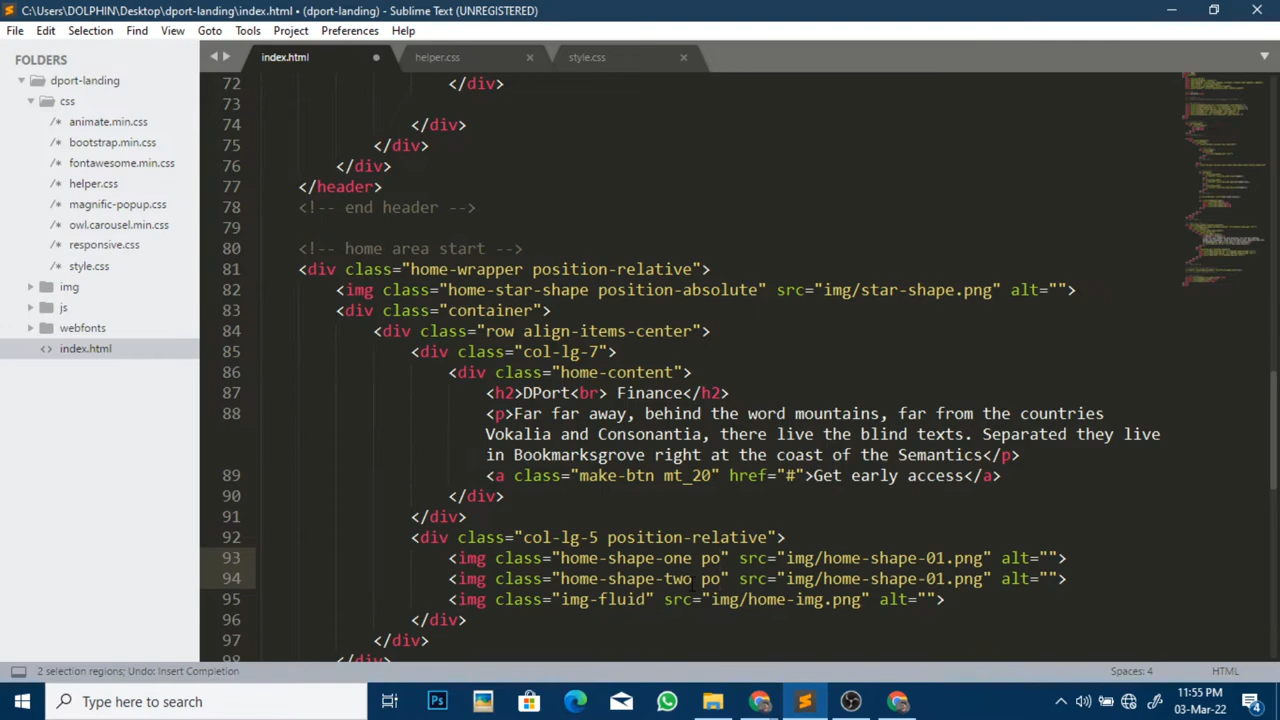 C:\Users\DOLPHIN\Desktop\dport-landing\index.html • (dport-landing) - Sublime Text (UNREGISTERED)
File Edit Selection Find View Goto Tools Project Preferences Help
FOLDERS
dport-landing
css
/* animate.min.css
/* bootstrap.min.css
/* fontawesome.min.css
/* helper.css
/* magnific-popup.css
/* owl.carousel.min.css
/* responsive.css
/* style.css
img
js
webfonts
<> index.html
index.html helper.css style.css
72 </div>
73
74 </div>
75 </div>
76 </div>
77 </header>
78 <!-- end header -->
79
80 <!-- home area start -->
81 <div class="home-wrapper position-relative">
82 <img class="home-star-shape position-absolute" src="img/star-shape.png" alt="">
83 <div class="container">
84 <div class="row align-items-center">
85 <div class="col-lg-7">
86 <div class="home-content">
87 <h2>DPort<br> Finance</h2>
88 <p>Far far away, behind the word mountains, far from the countries
Vokalia and Consonantia, there live the blind texts. Separated they live
in Bookmarksgrove right at the coast of the Semantics</p>
89 <a class="make-btn mt_20" href="#">Get early access</a>
90 </div>
91 </div>
92 <div class="col-lg-5 position-relative">
93 <img class="home-shape-one po" src="img/home-shape-01.png" alt="">
94 <img class="home-shape-two po" src="img/home-shape-01.png" alt="">
95 <img class="img-fluid" src="img/home-img.png" alt="">
96 </div>
97 </div>
98 </div>
2 selection regions; Undo: Insert Completion Spaces: 4 HTML
Type here to search
11:55 PM
03-Mar-22
4